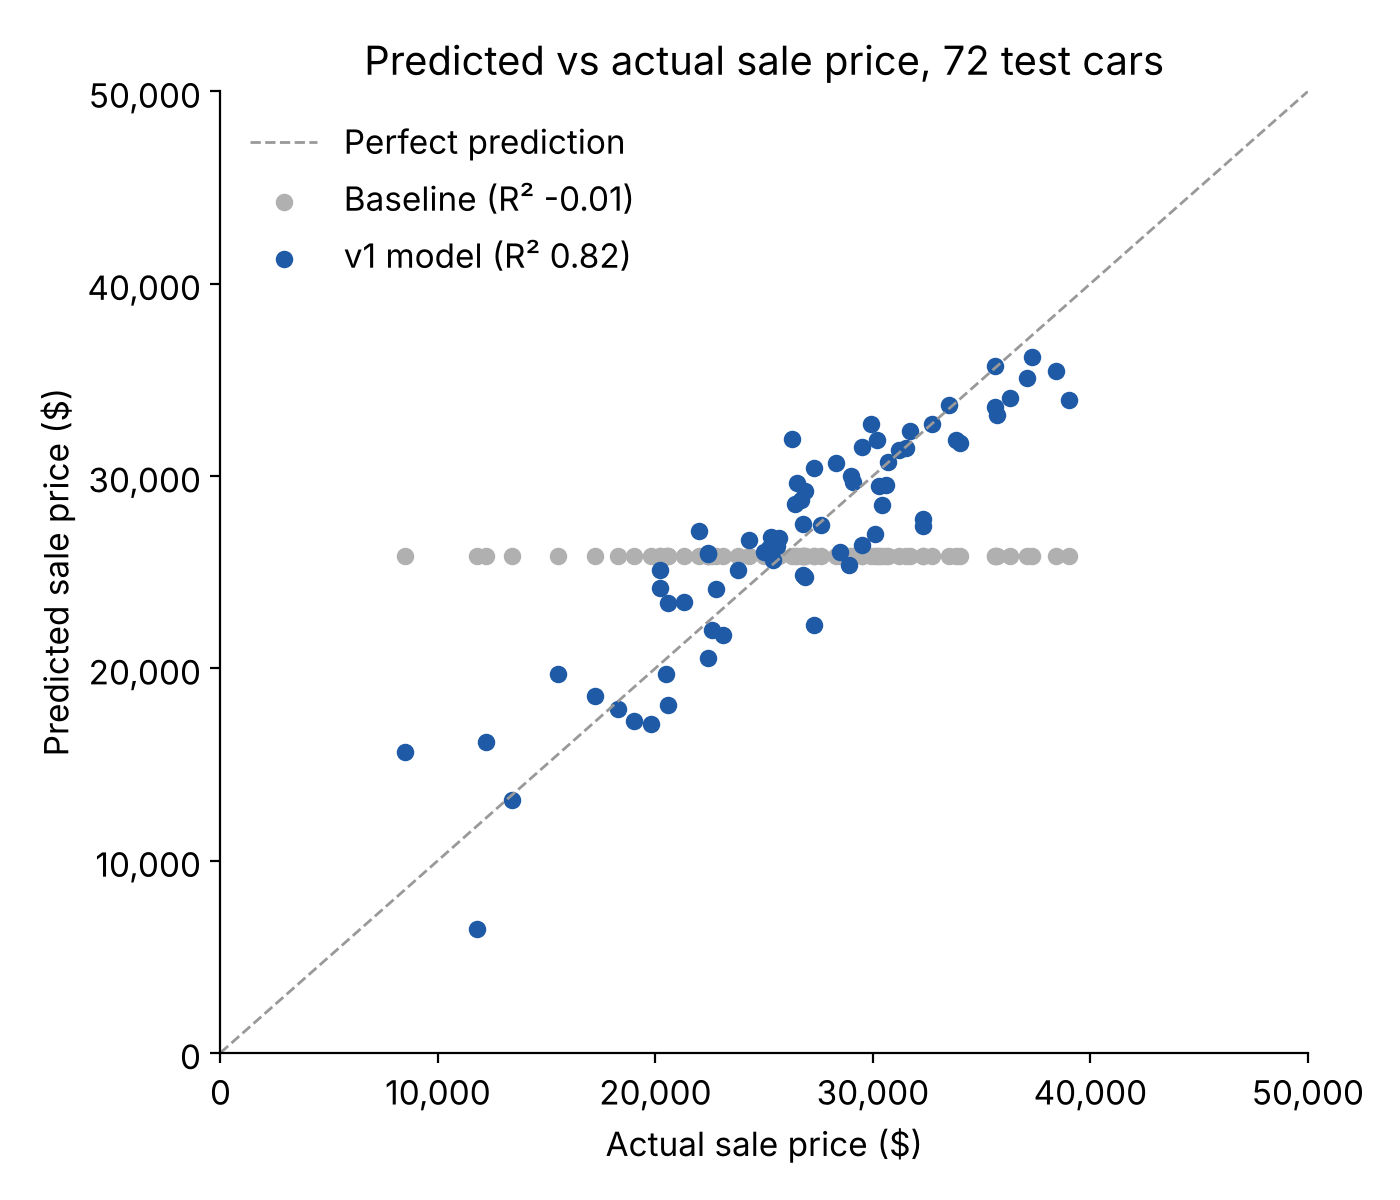 Predicted vs actual sale price, 72 test cars
50,000
40,000
30,000
20,000
10,000
0
Predicted sale price ($)
Perfect prediction
Baseline (R² -0.01)
v1 model (R² 0.82)
0
10,000
20,000
30,000
40,000
50,000
Actual sale price ($)